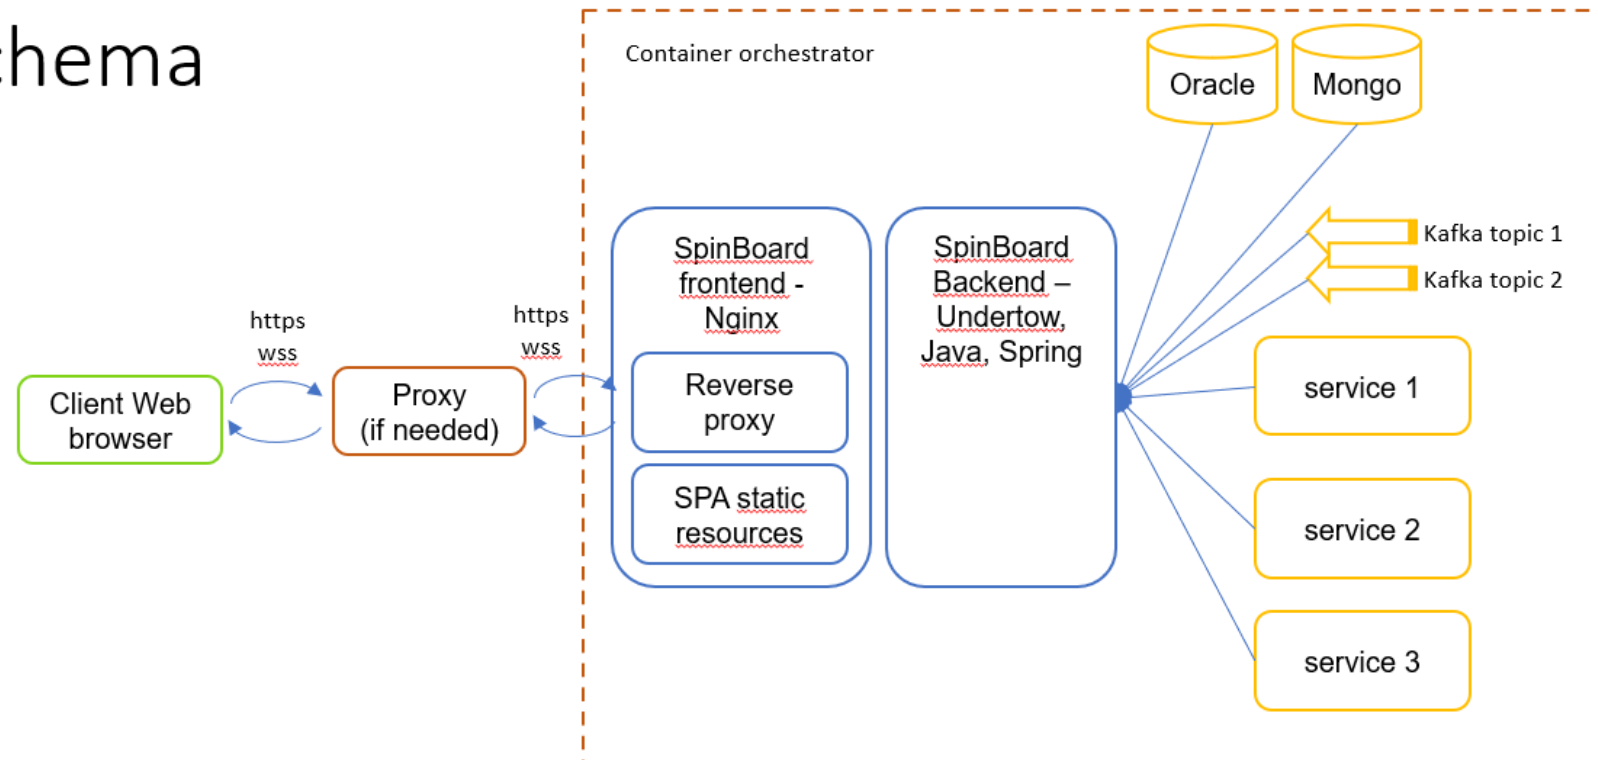 chema
Container orchestrator
Oracle
Mongo
Kafka topic 1
Kafka topic 2
SpinBoard
frontend -
Nginx
Reverse
proxy
SPA static
resources
SpinBoard
Backend –
Undertow,
Java, Spring
https
wss
https
wss
Client Web
browser
Proxy
(if needed)
service 1
service 2
service 3